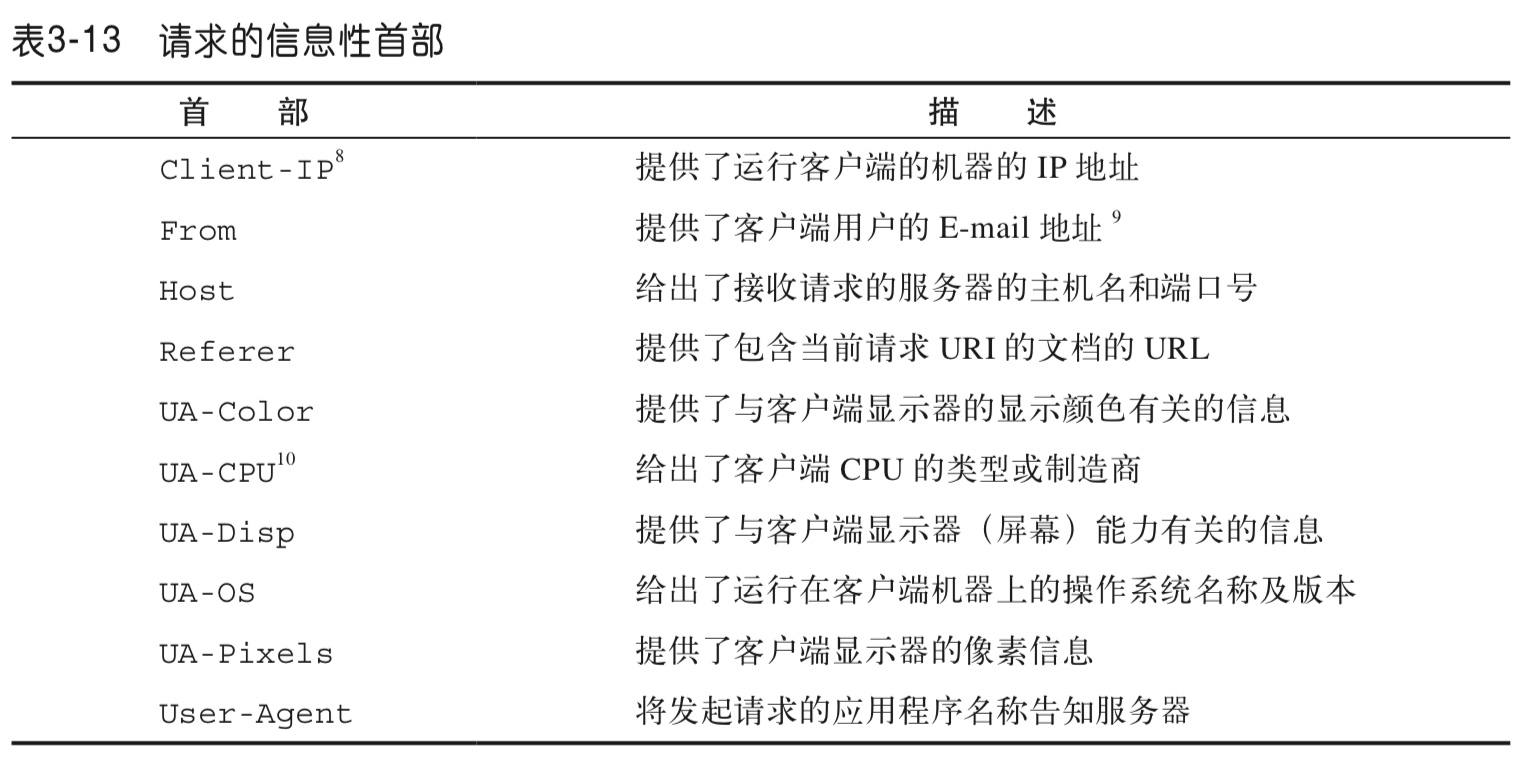 表3-13 请求的信息性首部
首 部 描 述
Client-IP8 提供了运行客户端的机器的 IP 地址
From 提供了客户端用户的 E-mail 地址 9
Host 给出了接收请求的服务器的主机名和端口号
Referer 提供了包含当前请求 URI 的文档的 URL
UA-Color 提供了与客户端显示器的显示颜色有关的信息
UA-CPU10 给出了客户端 CPU 的类型或制造商
UA-Disp 提供了与客户端显示器（屏幕）能力有关的信息
UA-OS 给出了运行在客户端机器上的操作系统名称及版本
UA-Pixels 提供了客户端显示器的像素信息
User-Agent 将发起请求的应用程序名称告知服务器